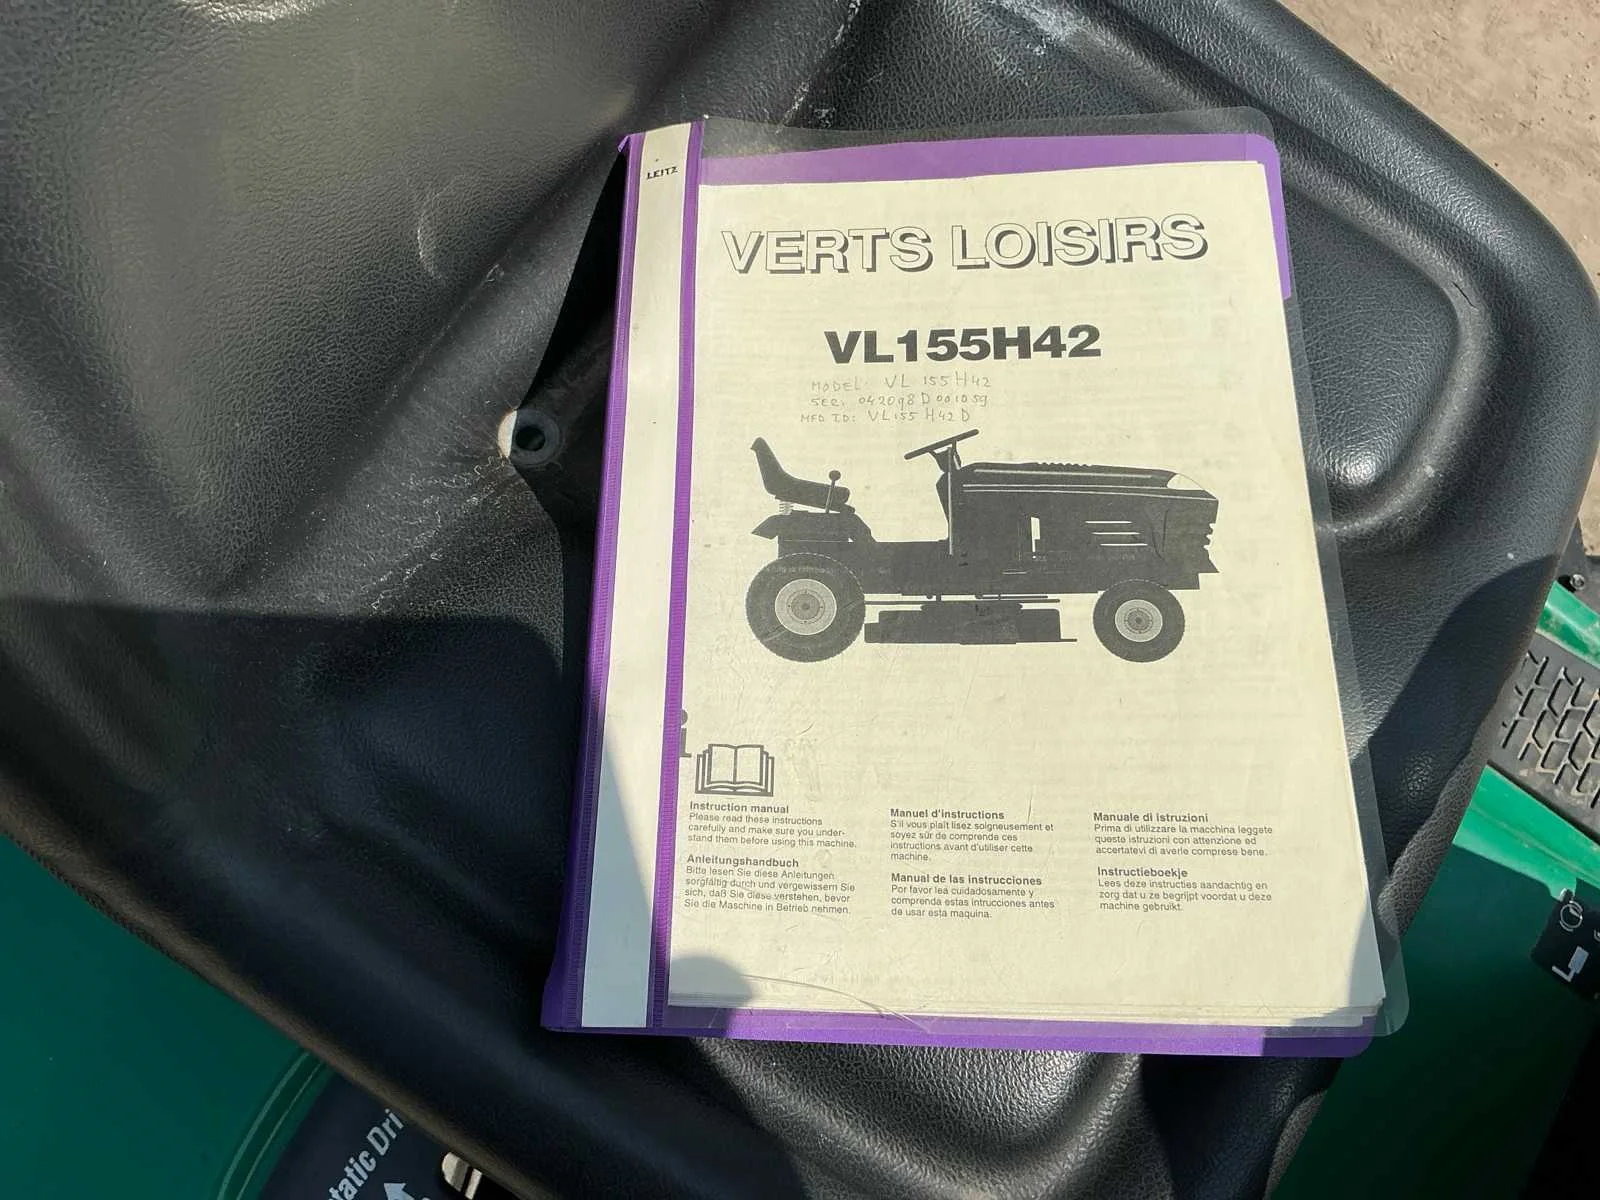 LEITZ
VERTS LOISIRS
VL155H42
MODEL: VL 155H42
SER: 042098D001059
MFD I.D: VL155 H42 D
Instruction manual
Please read these instructions
carefully and make sure you under-
stand them before using this machine.
Anleitungshandbuch
Bitte lesen Sie diese Anleitungen
sorgfältig durch und vergewissern Sie
sich, daß Sie diese verstehen, bevor
Sie die Maschine in Betrieb nehmen.
Manuel d'instructions
S'il vous plaît lisez soigneusement et
soyez sûr de comprende ces
instructions avant d'utiliser cette
machine.
Manual de las instrucciones
Por favor lea cuidadosamente y
comprenda estas intrucciones antes
de usar esta maquina.
Manuale di istruzioni
Prima di utilizzare la macchina leggete
queste istruzioni con attenzione ed
accertatevi di averle comprese bene.
Instructieboekje
Lees deze instructies aandachtig en
zorg dat u ze begrijpt voordat u deze
machine gebruikt.
tatic Dri
L